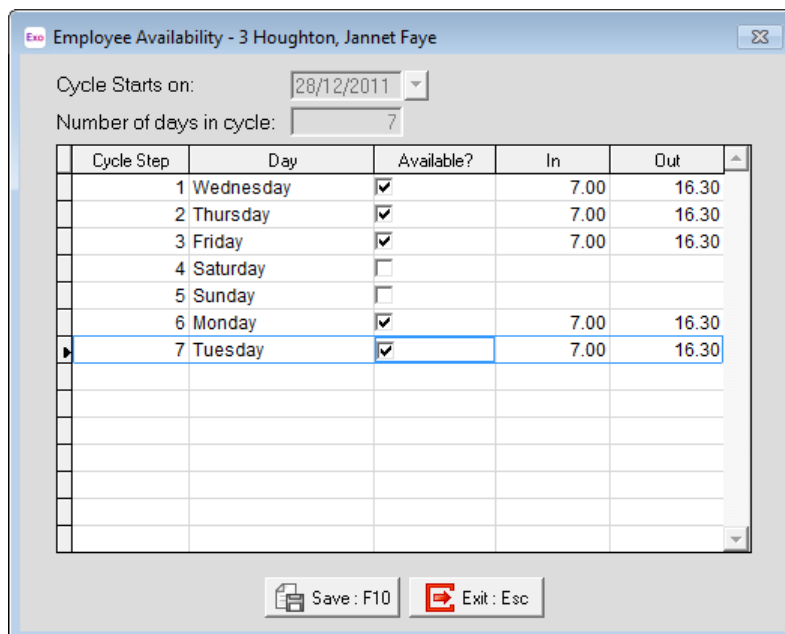 Exo Employee Availability - 3 Houghton, Jannet Faye
Cycle Starts on: 28/12/2011
Number of days in cycle: 7
Cycle Step Day Available? In Out
1 Wednesday 7.00 16.30
2 Thursday 7.00 16.30
3 Friday 7.00 16.30
4 Saturday
5 Sunday
6 Monday 7.00 16.30
7 Tuesday 7.00 16.30
Save : F10 Exit : Esc